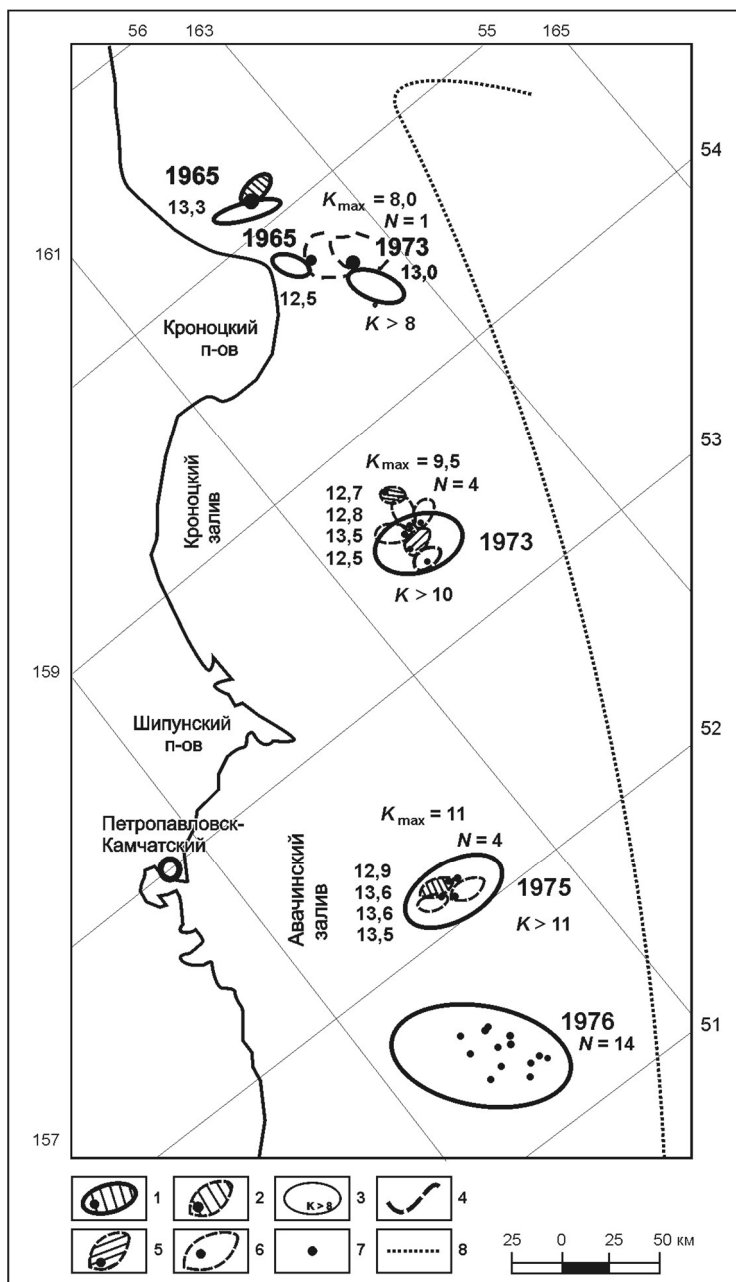 56 163 55 165
54
1965
13,3
K max = 8,0
N = 1
1965 1973
13,0
12,5
K > 8
161
Кроноцкий
п-ов
53
Кроноцкий
залив
K max = 9,5
N = 4
12,7
12,8
13,5
12,5
1973
K > 10
159
52
Шипунский
п-ов
Петропавловск-
Камчатский
Авачинский
залив
K max = 11
N = 4
12,9
13,6
13,6
13,5
1975
K > 11
51
1976
N = 14
157
1 2 K > 8 3 4
5 6 7 8
25 0 25 50 км